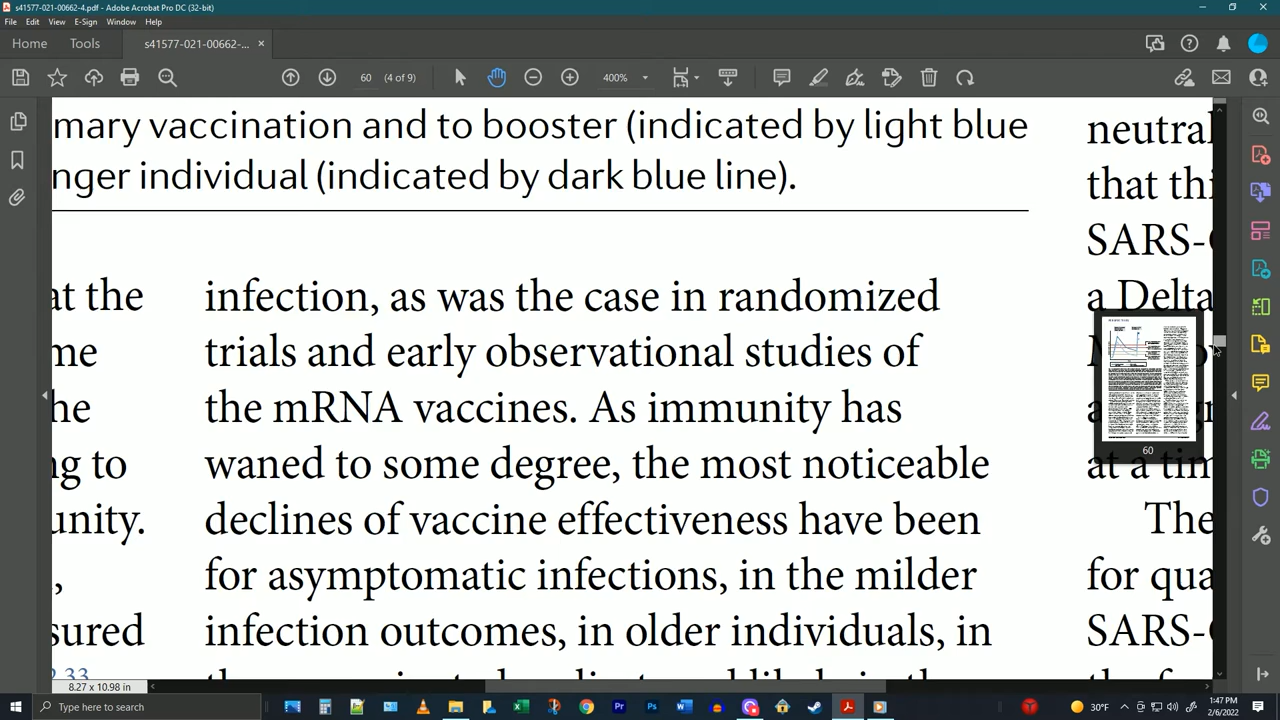 s41577-021-00662-4.pdf - Adobe Acrobat Pro DC (32-bit)
File Edit View E-Sign Window Help
Home Tools s41577-021-00662-...
60 (4 of 9) 400%
mary vaccination and to booster (indicated by light blue
nger individual (indicated by dark blue line).
at the
me
he
ng to
unity.
sured
2,33
infection, as was the case in randomized
trials and early observational studies of
the mRNA vaccines. As immunity has
waned to some degree, the most noticeable
declines of vaccine effectiveness have been
for asymptomatic infections, in the milder
infection outcomes, in older individuals, in
neutral
that thi
SARS-
a Delta
at a tim
The
for qua
SARS-
60
8.27 x 10.98 in
Type here to search
30°F
1:47 PM
2/6/2022